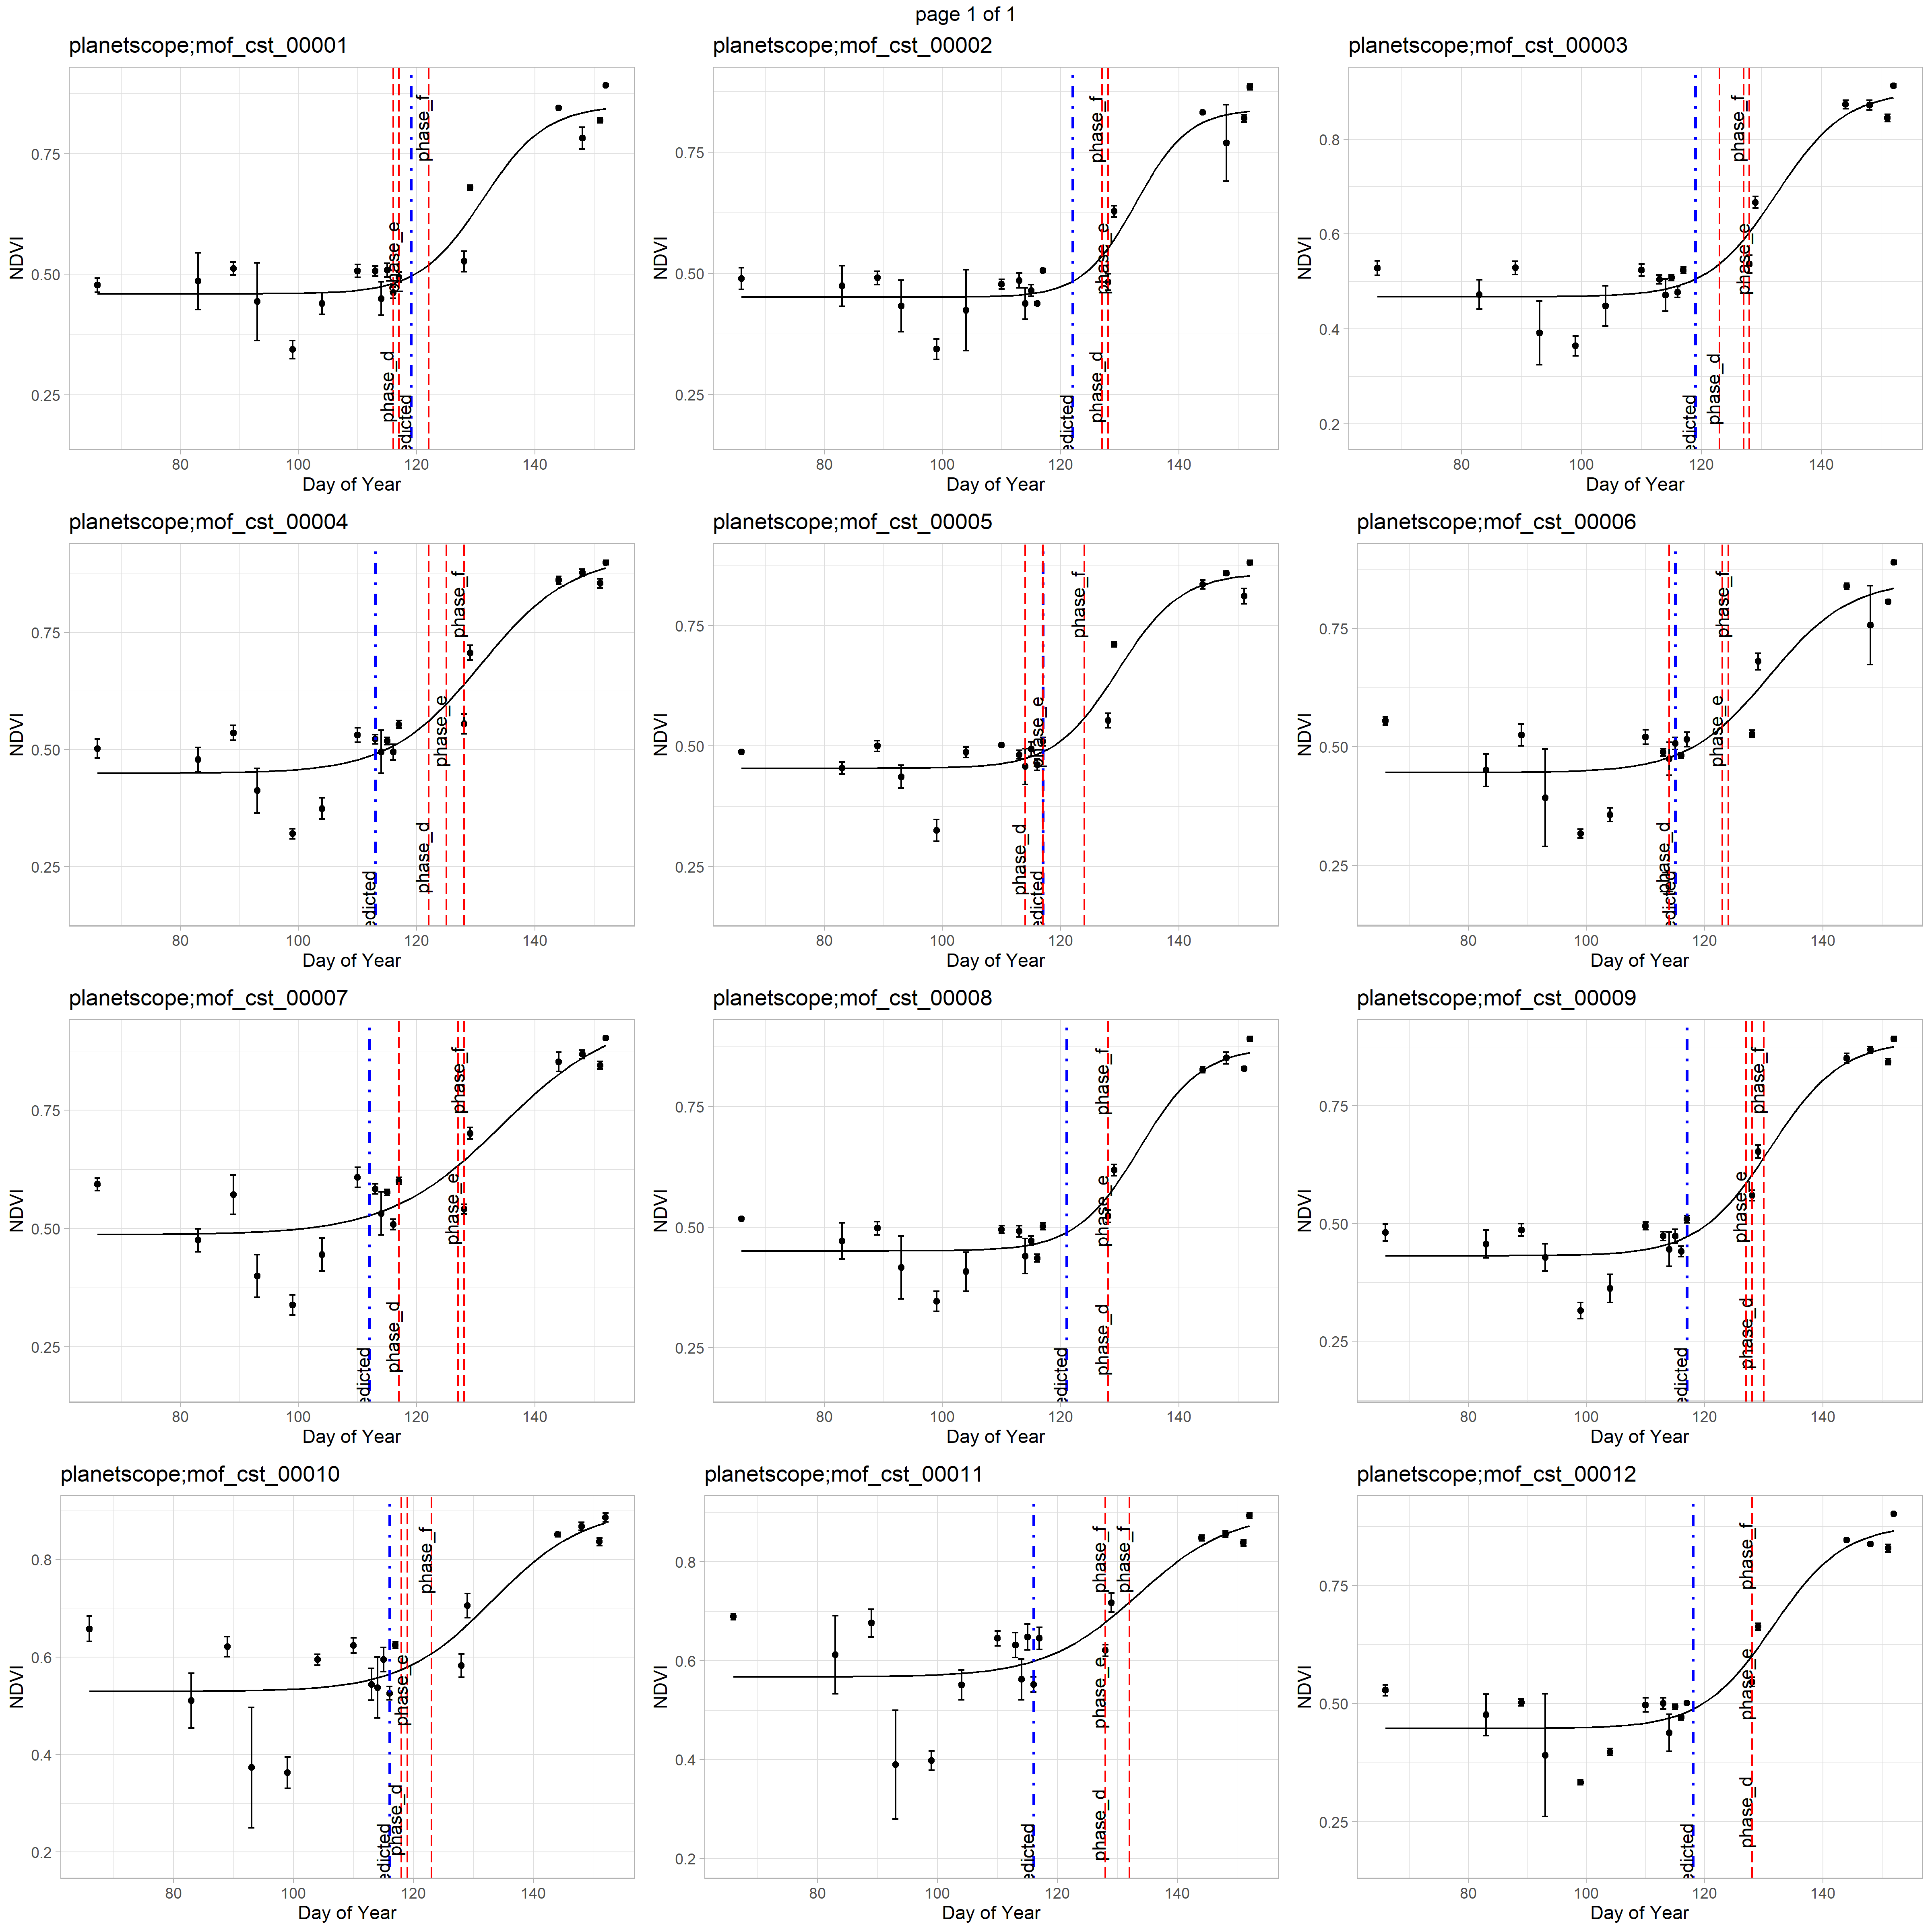 page 1 of 1
planetscope;mof_cst_00001
phase_f
0.75
phase_e
NDVI
0.50
phase_d
0.25
edicted
80 100 120 140
Day of Year
planetscope;mof_cst_00002
phase_f
0.75
phase_e
NDVI
0.50
phase_d
0.25
edicted
80 100 120 140
Day of Year
planetscope;mof_cst_00003
phase_f
0.8
0.6
phase_e
NDVI
0.4
phase_d
0.2
edicted
80 100 120 140
Day of Year
planetscope;mof_cst_00004
phase_f
0.75
phase_e
NDVI
0.50
phase_d
0.25
edicted
80 100 120 140
Day of Year
planetscope;mof_cst_00005
phase_f
0.75
phase_e
NDVI
0.50
phase_d
0.25
edicted
80 100 120 140
Day of Year
planetscope;mof_cst_00006
phase_f
0.75
phase_e
NDVI
0.50
phase_d
0.25
edicted
80 100 120 140
Day of Year
planetscope;mof_cst_00007
phase_f
0.75
phase_e
NDVI
0.50
phase_d
0.25
edicted
80 100 120 140
Day of Year
planetscope;mof_cst_00008
phase_f
0.75
phase_e
NDVI
0.50
phase_d
0.25
edicted
80 100 120 140
Day of Year
planetscope;mof_cst_00009
phase_f
0.75
phase_e
NDVI
0.50
phase_d
0.25
edicted
80 100 120 140
Day of Year
planetscope;mof_cst_00010
phase_f
0.8
0.6
phase_e
NDVI
0.4
phase_d
0.2
edicted
80 100 120 140
Day of Year
planetscope;mof_cst_00011
phase_f phase_f
0.8
0.6
phase_e
NDVI
0.4
phase_d
0.2
edicted
80 100 120 140
Day of Year
planetscope;mof_cst_00012
phase_f
0.75
phase_e
NDVI
0.50
phase_d
0.25
edicted
80 100 120 140
Day of Year